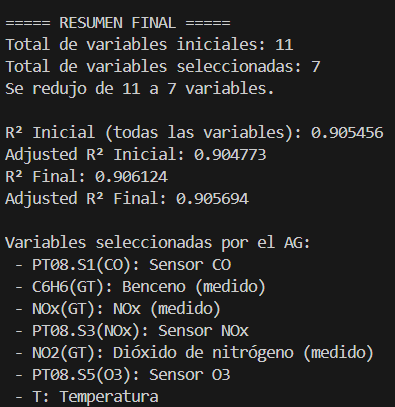 ===== RESUMEN FINAL =====
Total de variables iniciales: 11
Total de variables seleccionadas: 7
Se redujo de 11 a 7 variables.
R² Inicial (todas las variables): 0.905456
Adjusted R² Inicial: 0.904773
R² Final: 0.906124
Adjusted R² Final: 0.905694
Variables seleccionadas por el AG:
- PT08.S1(CO): Sensor CO
- C6H6(GT): Benceno (medido)
- NOx(GT): NOx (medido)
- PT08.S3(NOx): Sensor NOx
- NO2(GT): Dióxido de nitrógeno (medido)
- PT08.S5(O3): Sensor O3
- T: Temperatura